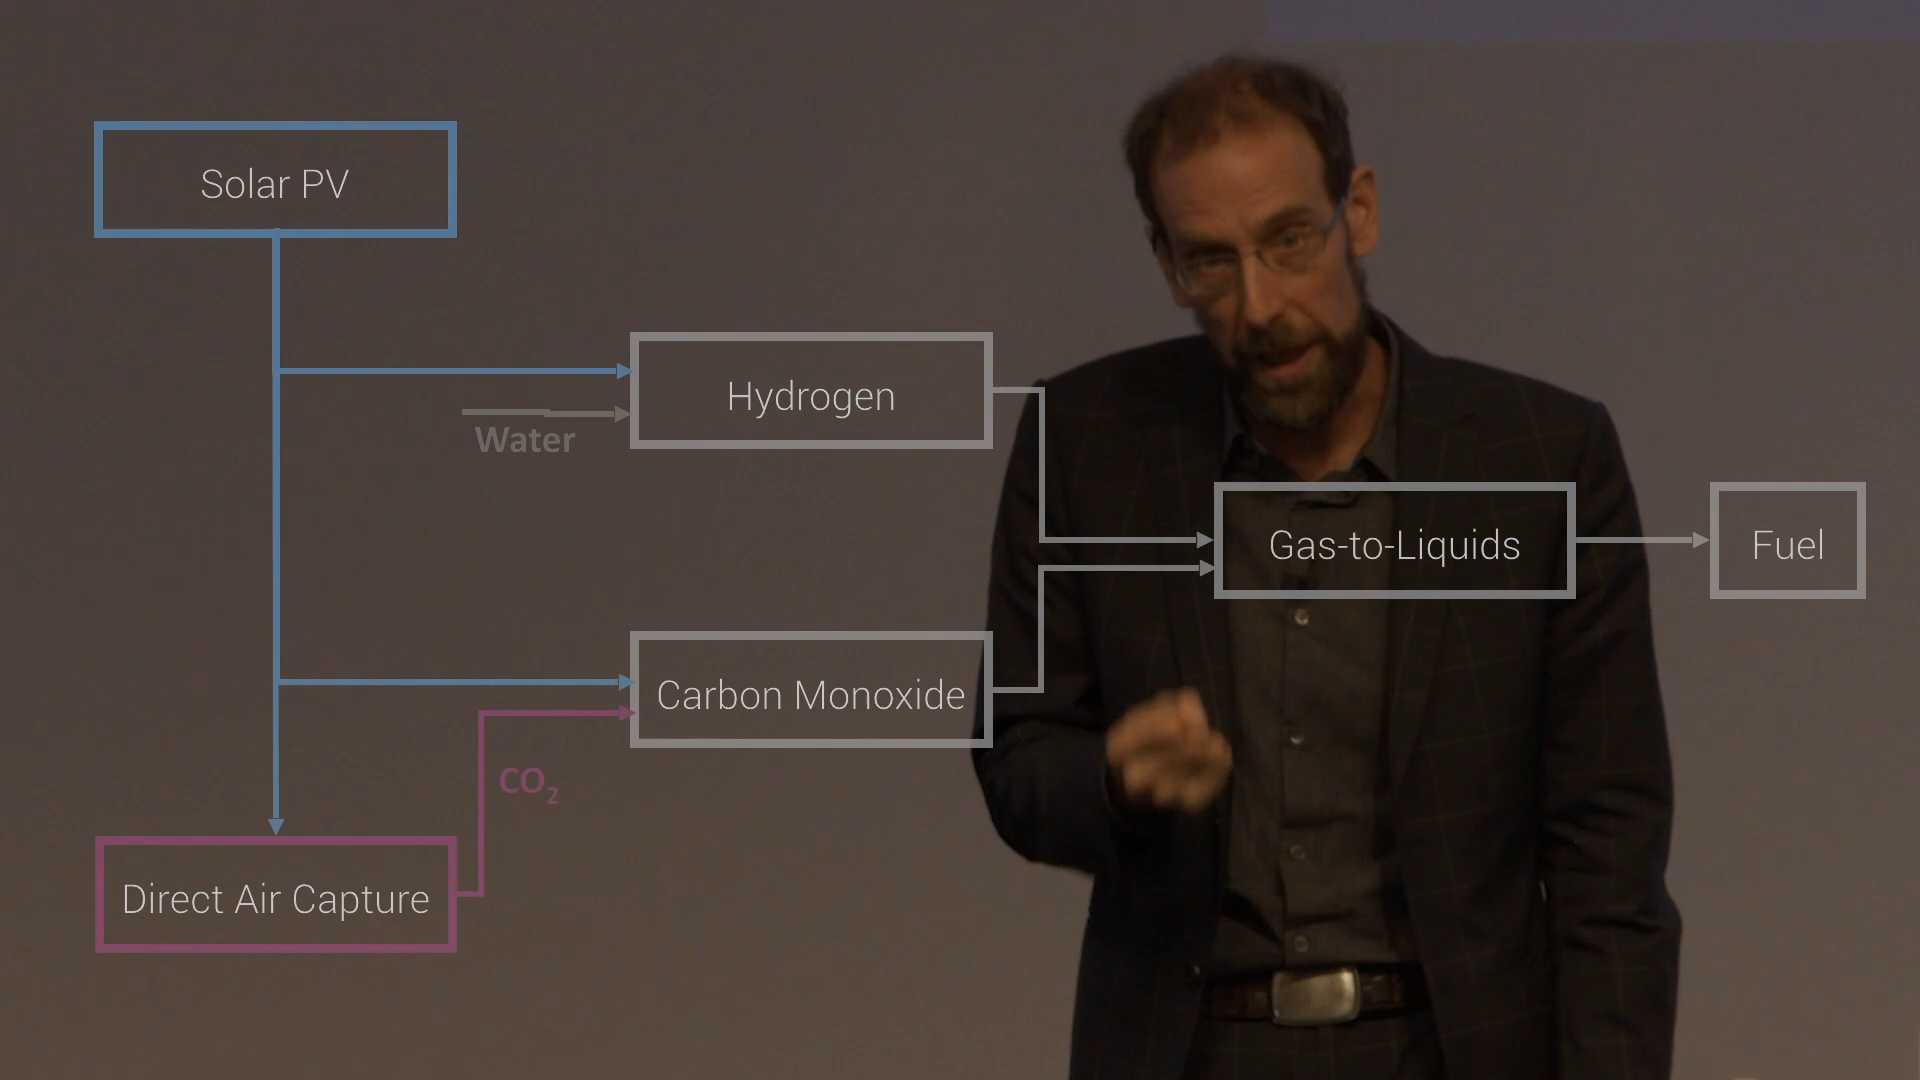 Solar PV
Hydrogen
Water
Gas-to-Liquids
Fuel
Carbon Monoxide
CO₂
Direct Air Capture